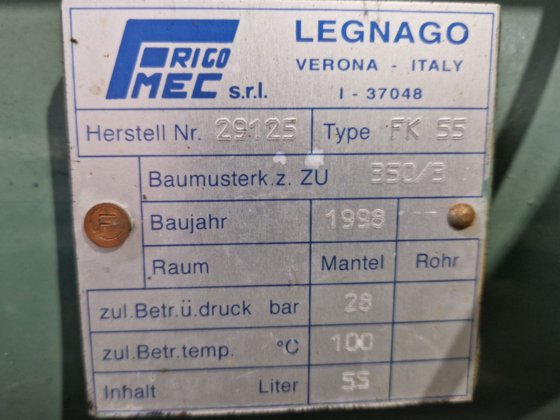 FRIGO LEGNAGO
MEC s.r.l. VERONA - ITALY
I - 37048
Herstell Nr. 29125 Type FK 55
Baumusterk.z. ZU 350/3
Baujahr 1998 --
Raum Mantel Rohr
zul.Betr.ü.druck bar 28
zul.Betr.temp. °C 100
Inhalt Liter 55